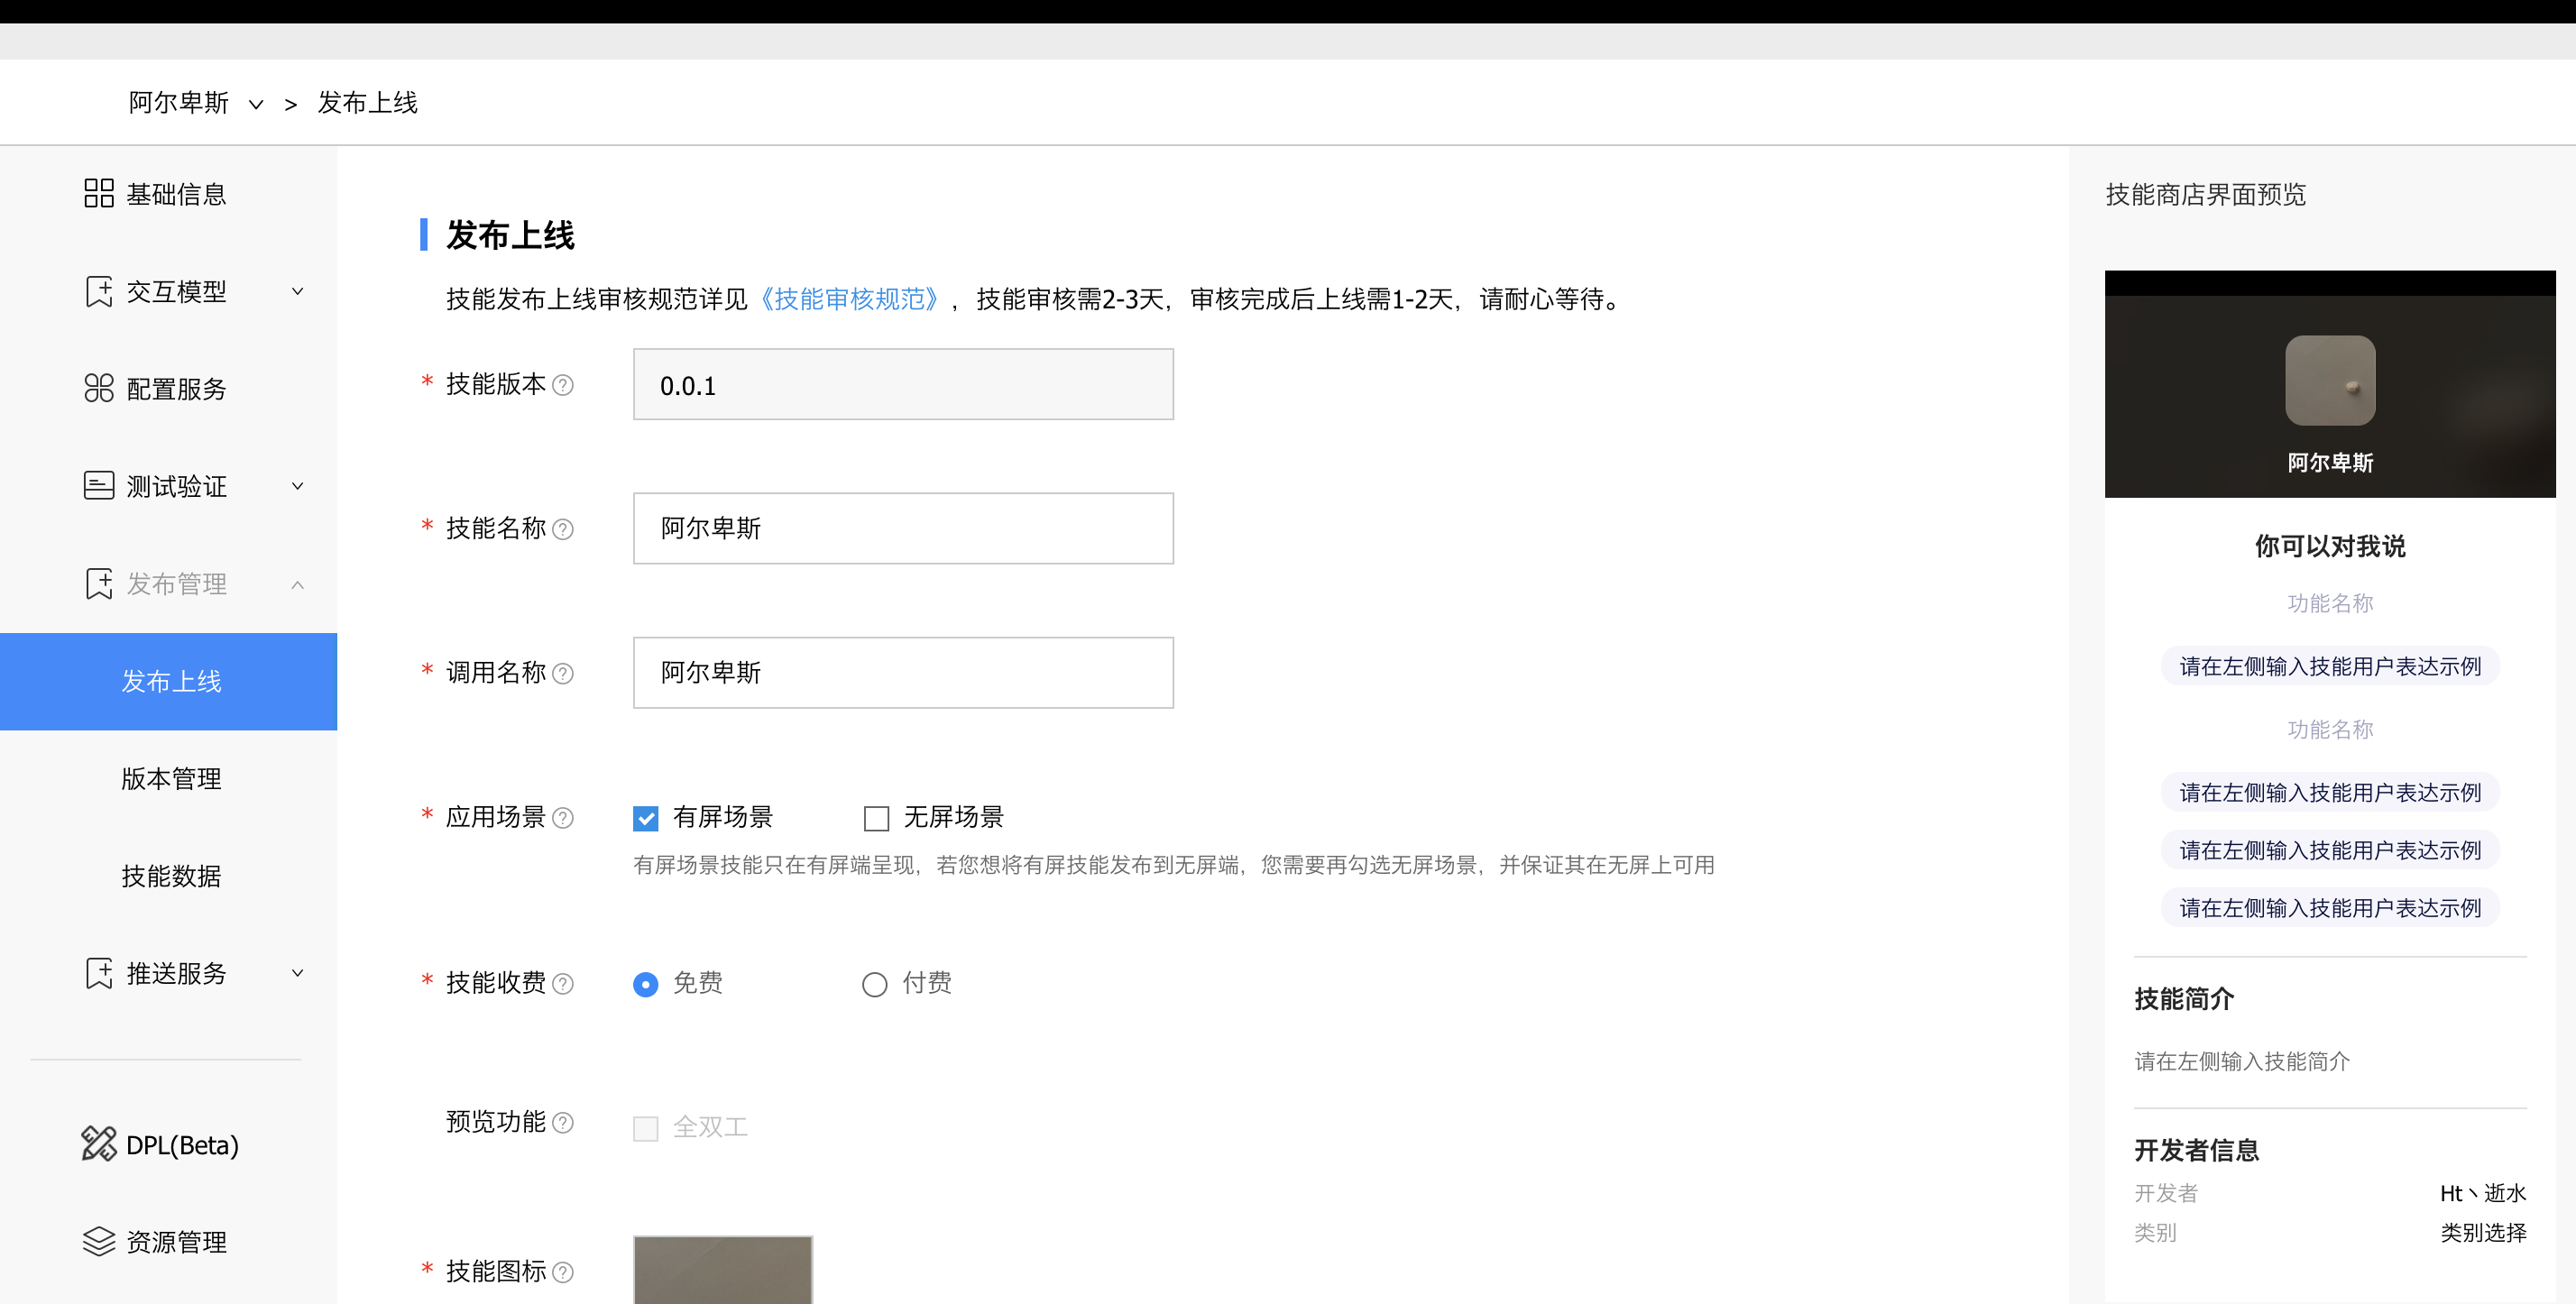 阿尔卑斯 > 发布上线
基础信息
交互模型
配置服务
测试验证
发布管理
发布上线
版本管理
技能数据
推送服务
DPL(Beta)
资源管理
发布上线
技能发布上线审核规范详见《技能审核规范》，技能审核需2-3天，审核完成后上线需1-2天，请耐心等待。
* 技能版本 ? 0.0.1
* 技能名称 ? 阿尔卑斯
* 调用名称 ? 阿尔卑斯
* 应用场景 ? 有屏场景 无屏场景
有屏场景技能只在有屏端呈现，若您想将有屏技能发布到无屏端，您需要再勾选无屏场景，并保证其在无屏上可用
* 技能收费 ? 免费 付费
预览功能 ? 全双工
* 技能图标 ?
技能商店界面预览
阿尔卑斯
你可以对我说
功能名称
请在左侧输入技能用户表达示例
功能名称
请在左侧输入技能用户表达示例
请在左侧输入技能用户表达示例
请在左侧输入技能用户表达示例
技能简介
请在左侧输入技能简介
开发者信息
开发者 Ht丶逝水
类别 类别选择